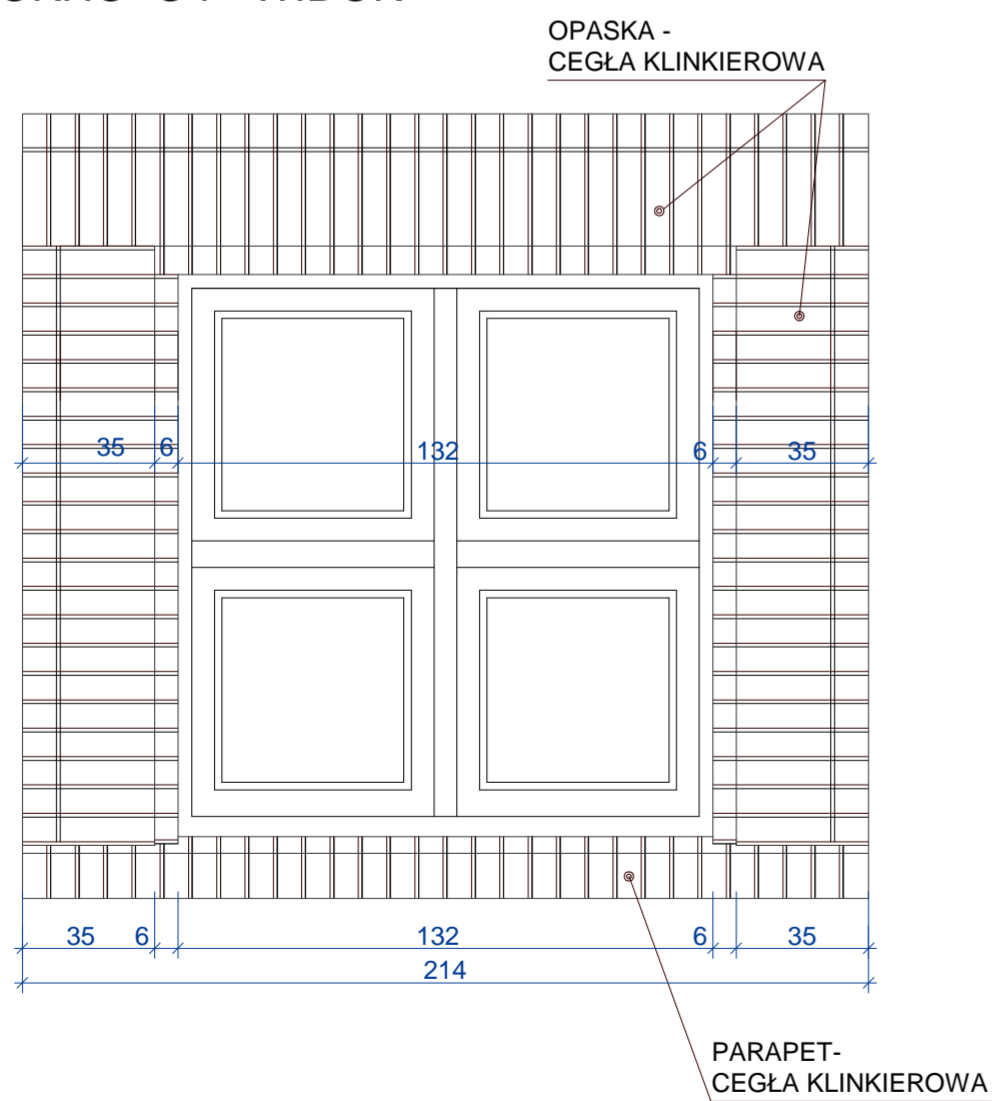 OPASKA -
CEGŁA KLINKIEROWA
35 6 132 6 35
35 6 132 6 35
214
PARAPET-
CEGŁA KLINKIEROWA